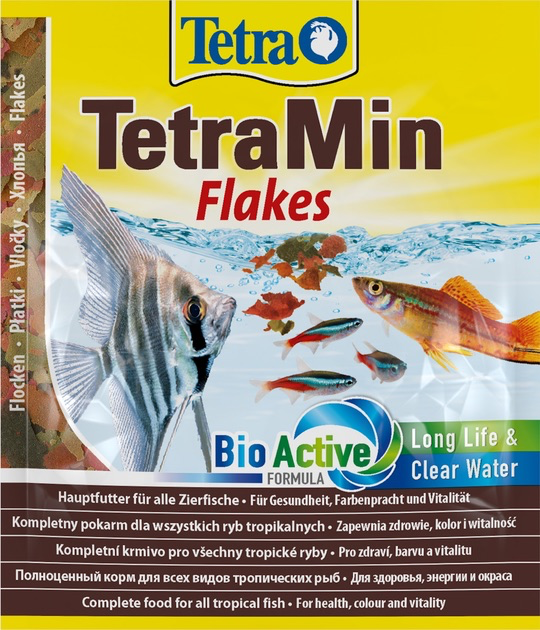 Tetra
TetraMin
Flakes
Flocken • Płatki • Vločky • Хлопья • Flakes
Bio Active
FORMULA
Long Life &
Clear Water
Hauptfutter für alle Zierfische • Für Gesundheit, Farbenpracht und Vitalität
Kompletny pokarm dla wszystkich ryb tropikalnych • Zapewnia zdrowie, kolor i witalność
Kompletní krmivo pro všechny tropické ryby • Pro zdraví, barvu a vitalitu
Полноценный корм для всех видов тропических рыб • Для здоровья, энергии и окраса
Complete food for all tropical fish • For health, colour and vitality